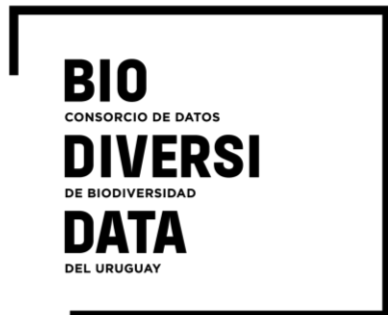 BIO
CONSORCIO DE DATOS
DIVERSI
DE BIODIVERSIDAD
DATA
DEL URUGUAY